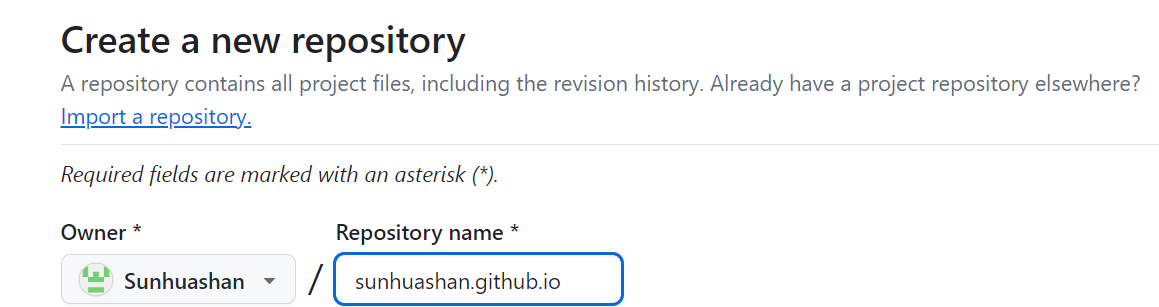 Create a new repository
A repository contains all project files, including the revision history. Already have a project repository elsewhere?
Import a repository.
Required fields are marked with an asterisk (*).
Owner * Repository name *
Sunhuashan / sunhuashan.github.io